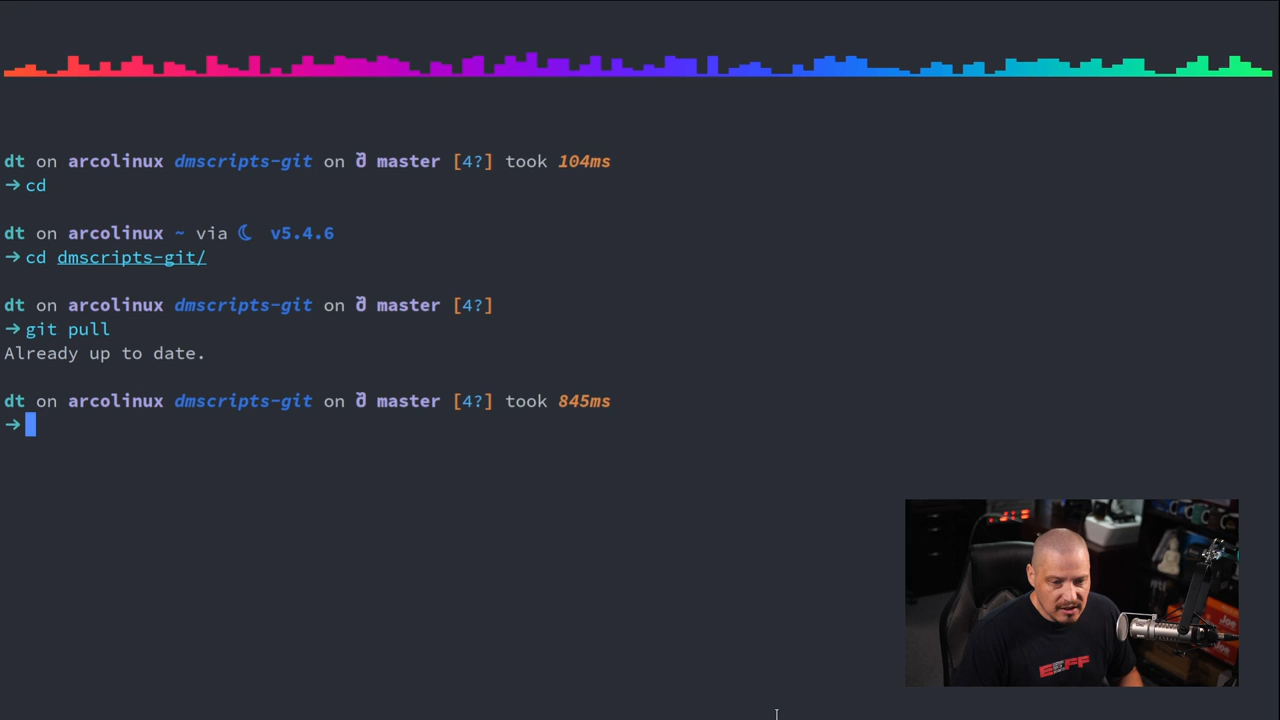 dt on arcolinux dmscripts-git on ð master [4?] took 104ms
→ cd
dt on arcolinux ~ via ☾ v5.4.6
→ cd dmscripts-git/
dt on arcolinux dmscripts-git on ð master [4?]
→ git pull
Already up to date.
dt on arcolinux dmscripts-git on ð master [4?] took 845ms
→
EFF
Joe